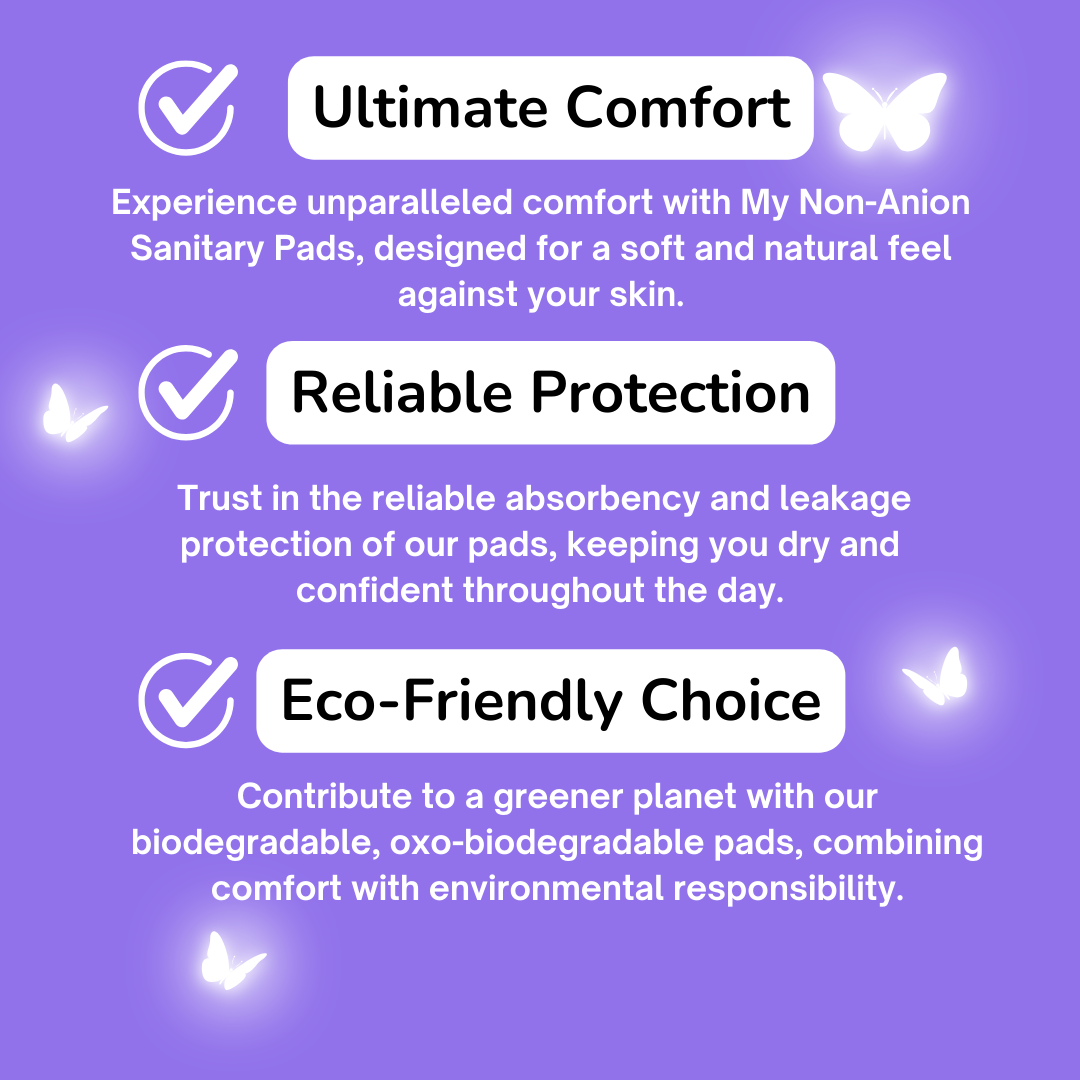 Ultimate Comfort
Experience unparalleled comfort with My Non-Anion
Sanitary Pads, designed for a soft and natural feel
against your skin.
Reliable Protection
Trust in the reliable absorbency and leakage
protection of our pads, keeping you dry and
confident throughout the day.
Eco-Friendly Choice
Contribute to a greener planet with our
biodegradable, oxo-biodegradable pads, combining
comfort with environmental responsibility.